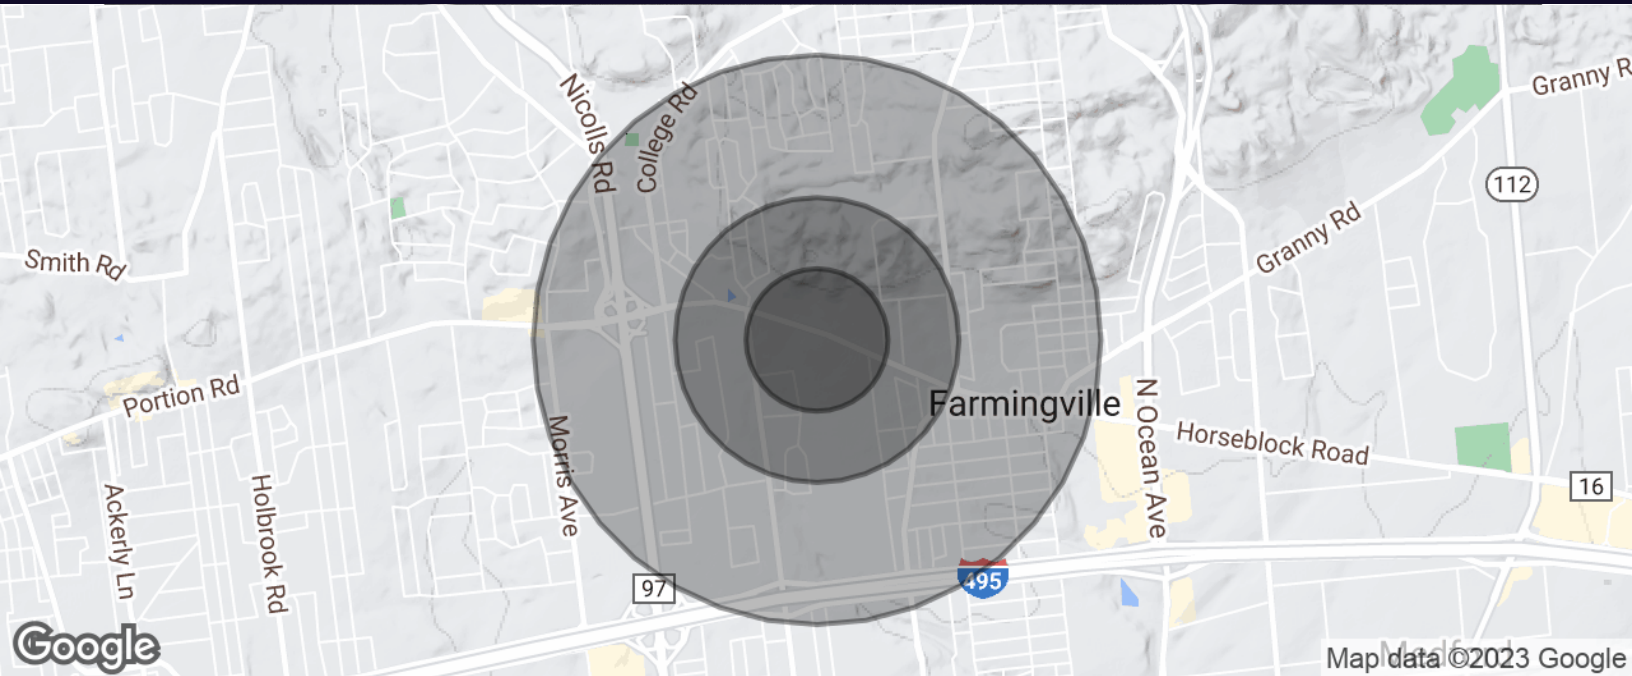 Granny R
Nicolls Rd
College Rd
112
Granny Rd
Smith Rd
Portion Rd
Farmingville
N Ocean Ave
Horseblock Road
Morris Ave
Ackerly Ln
Holbrook Rd
16
97
495
Google
Medford
Map data ©2023 Google